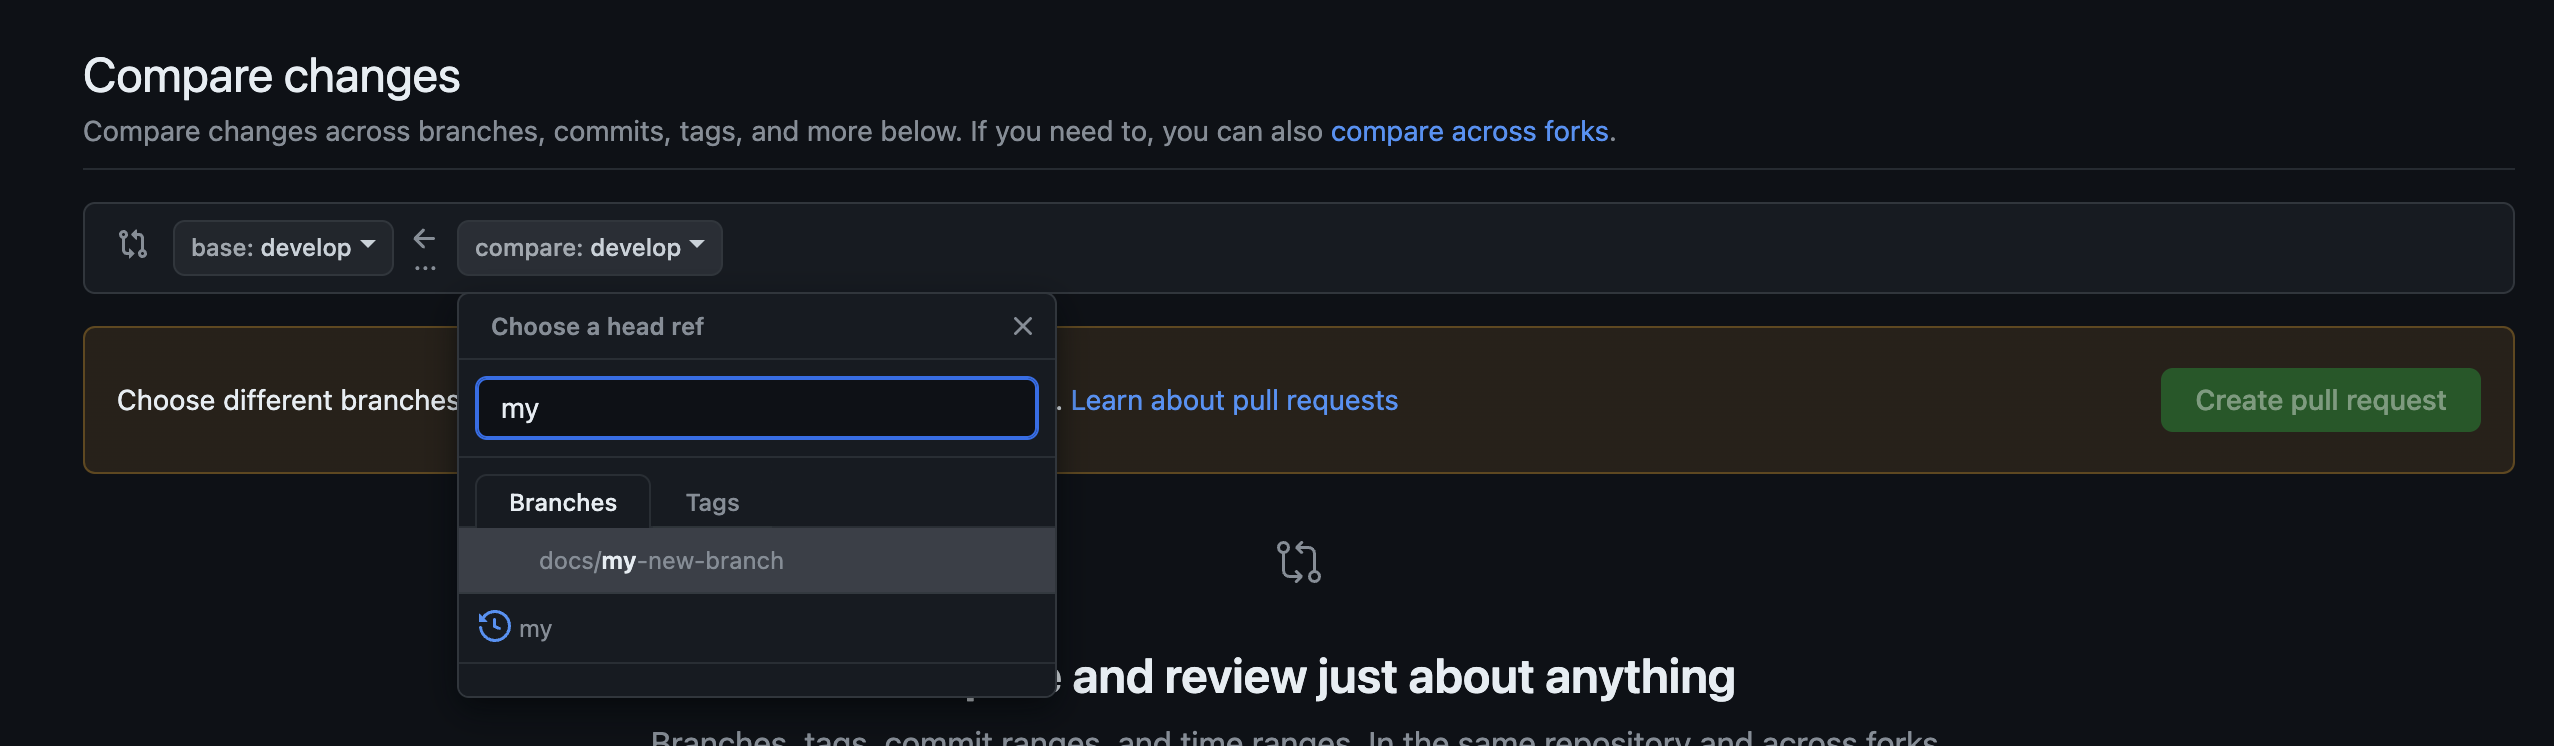 Compare changes
Compare changes across branches, commits, tags, and more below. If you need to, you can also compare across forks.
base: develop
compare: develop
Choose a head ref
Choose different branches
. Learn about pull requests
Create pull request
my
Branches Tags
docs/my-new-branch
my
and review just about anything
Branches, tags, commit ranges, and time ranges. In the same repository and across forks.